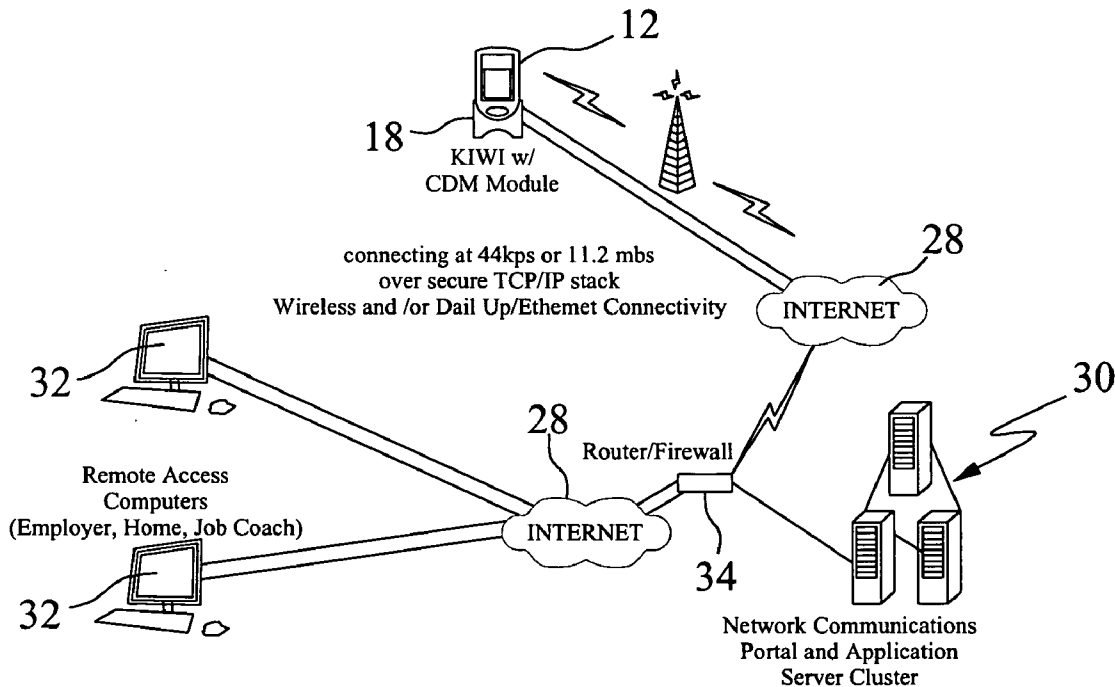 12
18
KIWI w/
CDM Module
connecting at 44kps or 11.2 mbs
over secure TCP/IP stack
Wireless and /or Dail Up/Ethemet Connectivity
28
INTERNET
32
30
28
Router/Firewall
Remote Access
Computers
(Employer, Home, Job Coach)
INTERNET
34
32
Network Communications
Portal and Application
Server Cluster